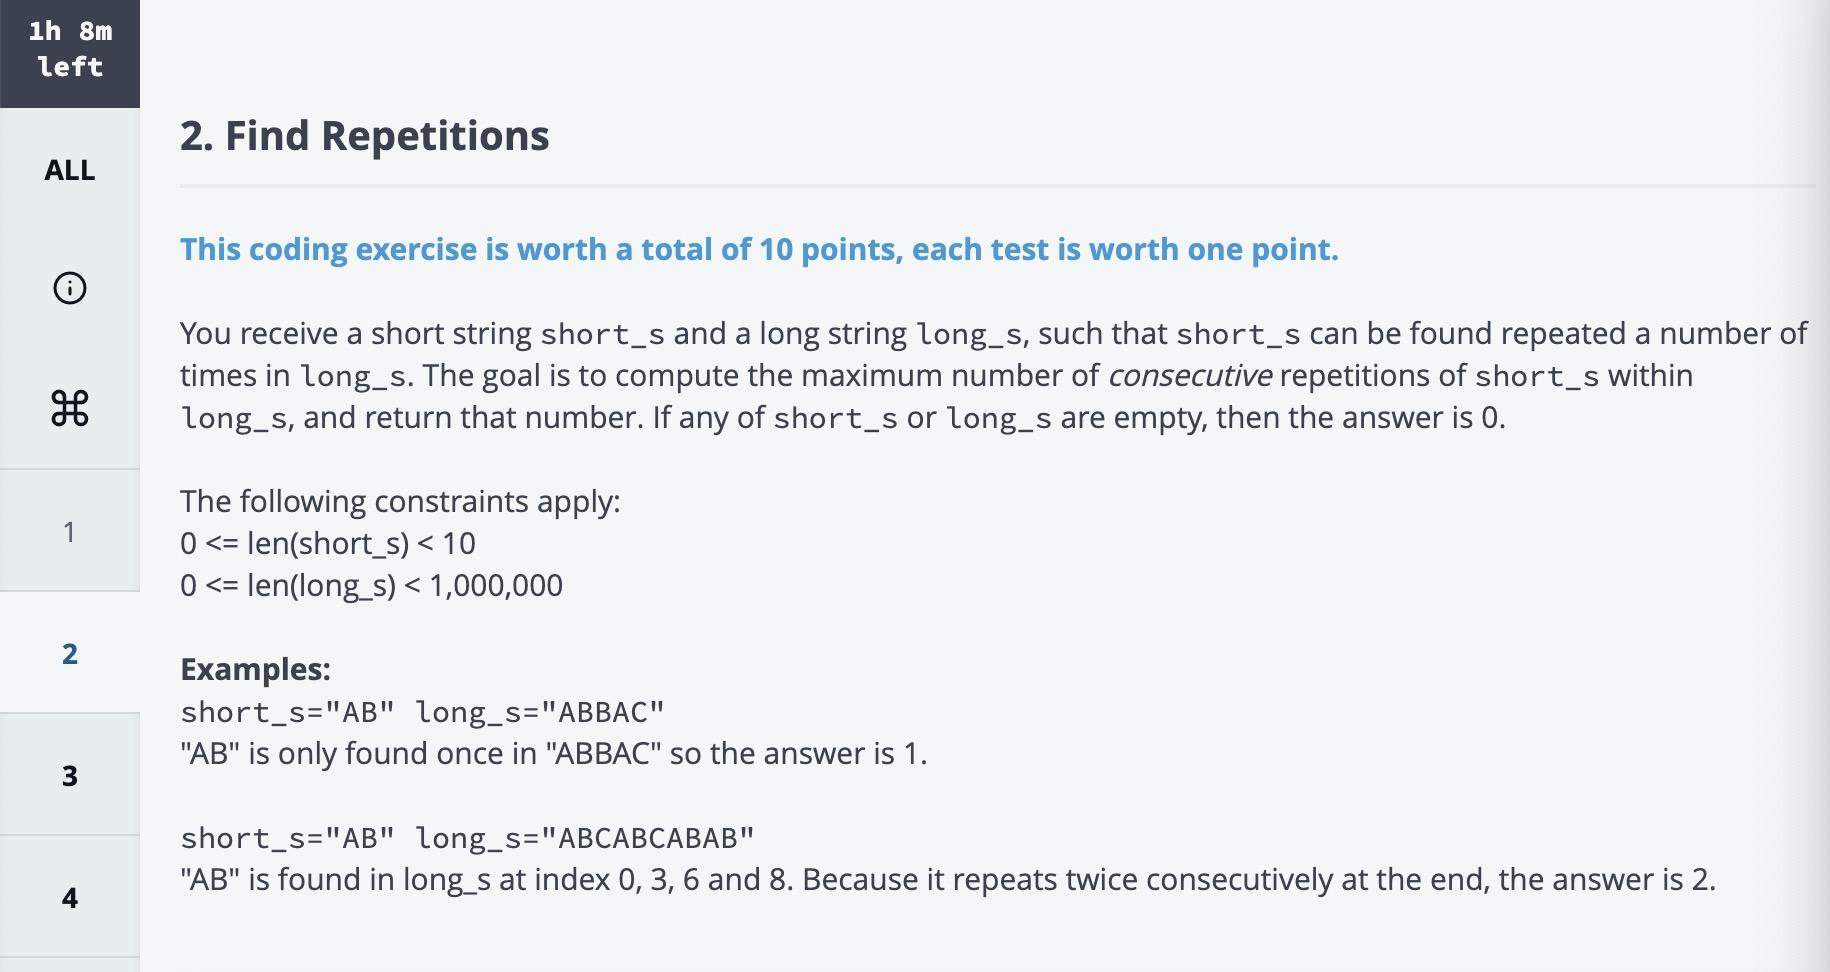 1h 8m
left
ALL
1
2
3
4
2. Find Repetitions
This coding exercise is worth a total of 10 points, each test is worth one point.
You receive a short string short_s and a long string long_s, such that short_s can be found repeated a number of
times in long_s. The goal is to compute the maximum number of consecutive repetitions of short_s within
long_s, and return that number. If any of short_s or long_s are empty, then the answer is 0.
The following constraints apply:
0 <= len(short_s) < 10
0 <= len(long_s) < 1,000,000
Examples:
short_s="AB" long_s="ABBAC"
"AB" is only found once in "ABBAC" so the answer is 1.
short_s="AB" long_s="ABCABCABAB"
"AB" is found in long_s at index 0, 3, 6 and 8. Because it repeats twice consecutively at the end, the answer is 2.